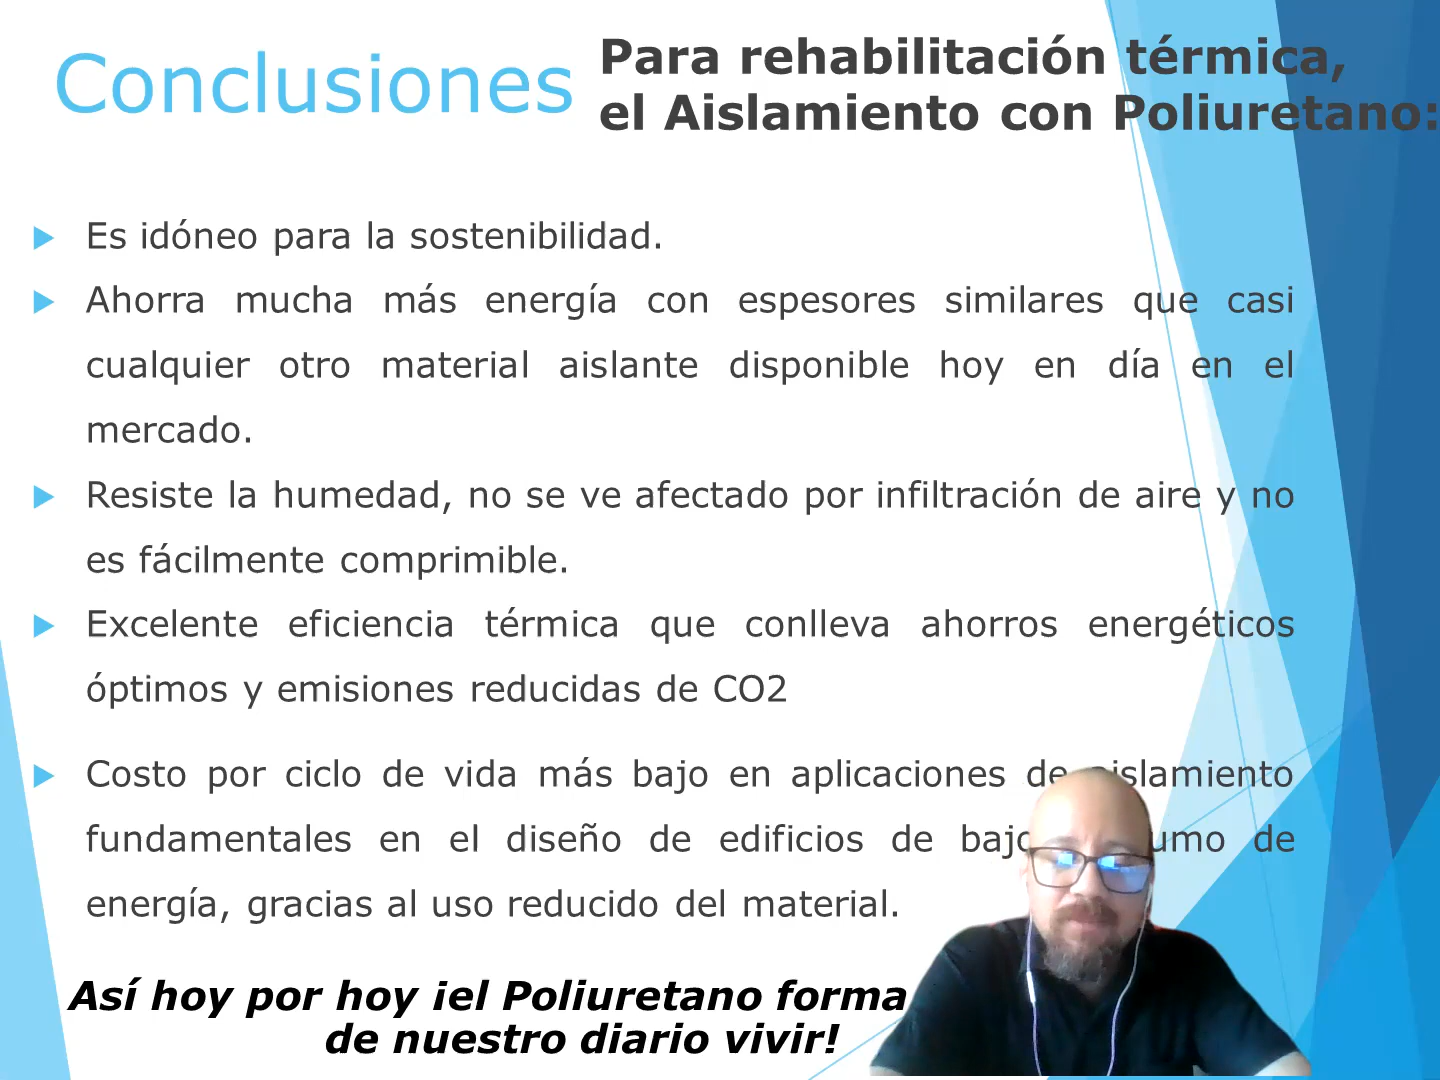 Conclusiones
Para rehabilitación térmica,
el Aislamiento con Poliuretano:
Es idóneo para la sostenibilidad.
Ahorra mucha más energía con espesores similares que casi
cualquier otro material aislante disponible hoy en día en el
mercado.
Resiste la humedad, no se ve afectado por infiltración de aire y no
es fácilmente comprimible.
Excelente eficiencia térmica que conlleva ahorros energéticos
óptimos y emisiones reducidas de CO2
Costo por ciclo de vida más bajo en aplicaciones de aislamiento
fundamentales en el diseño de edificios de bajo de
energía, gracias al uso reducido del material.
Así hoy por hoy ¡el Poliuretano forma
de nuestro diario vivir!